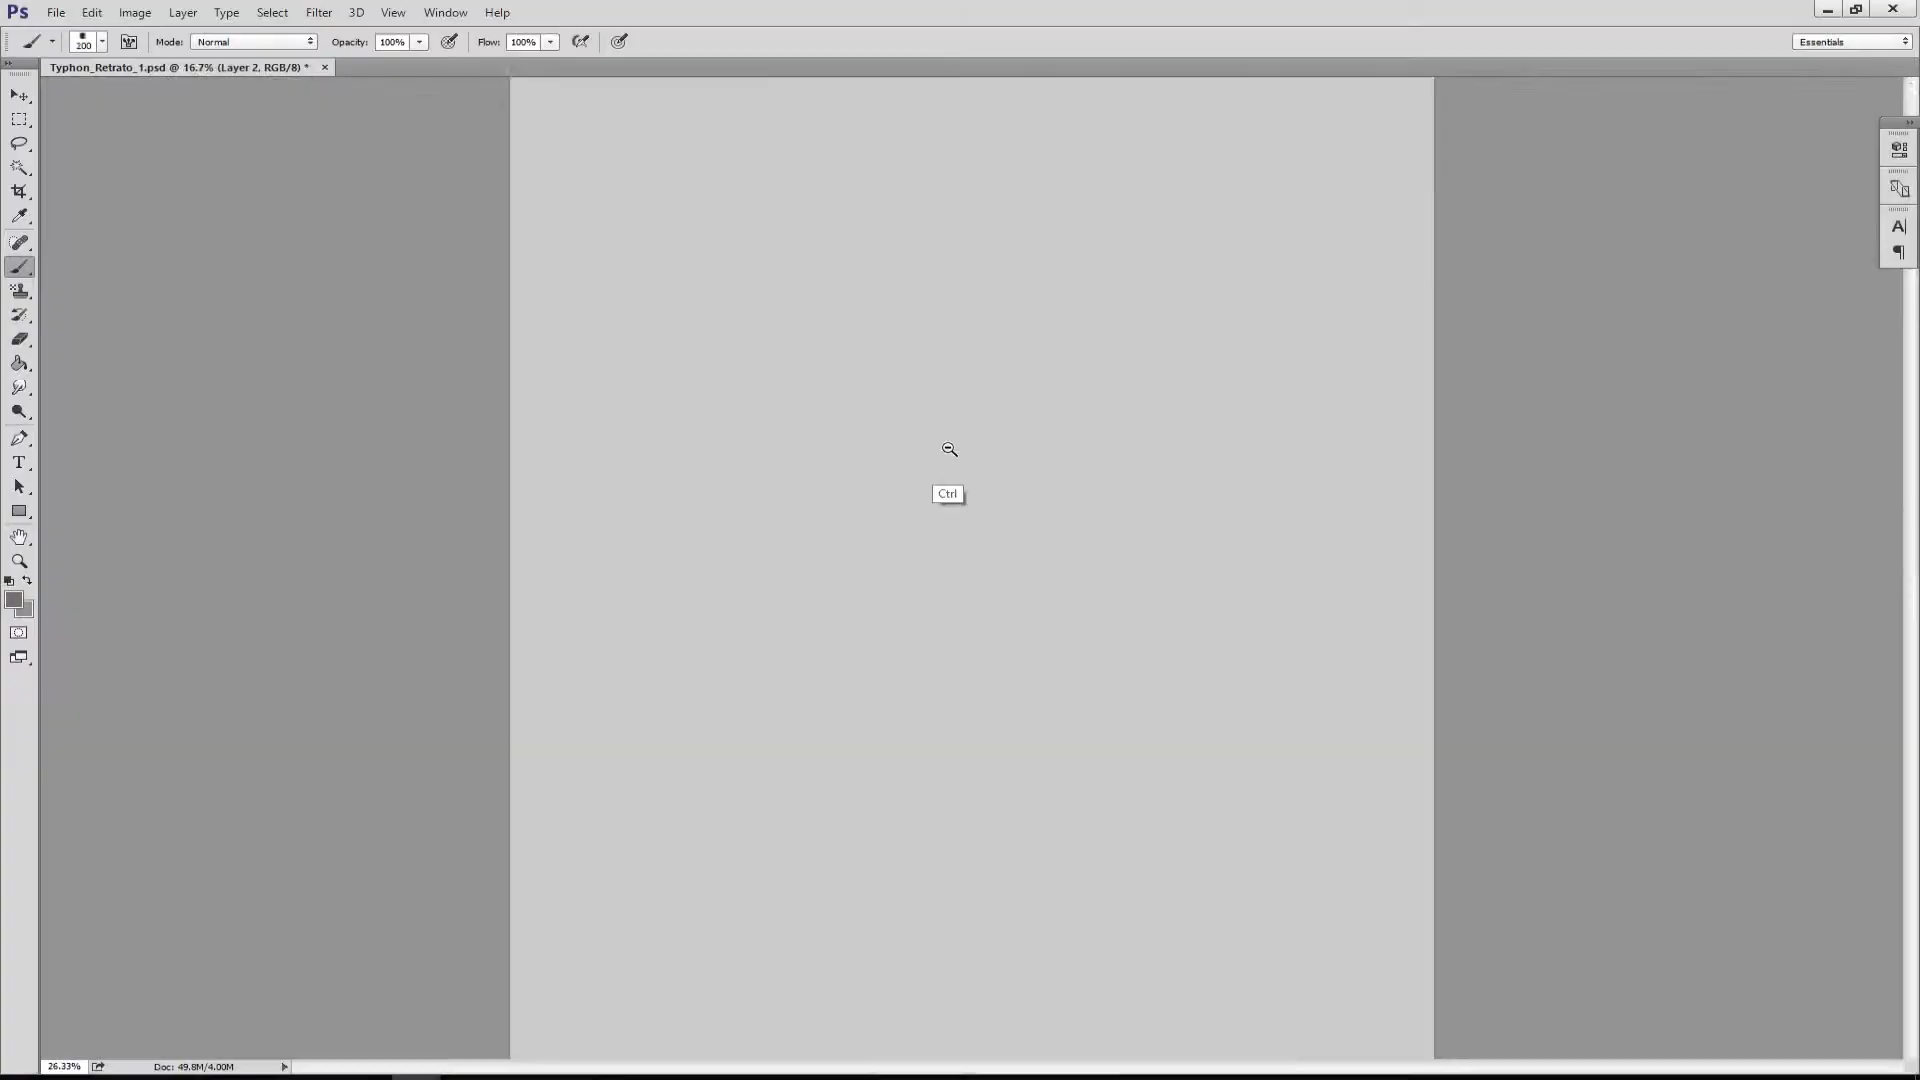 Ps File Edit Image Layer Type Select Filter 3D View Window Help
200 Mode: Normal Opacity: 100% Flow: 100% Essentials
Typhon_Retrato_1.psd @ 16.7% (Layer 2, RGB/8) * ×
A
T
Ctrl
26.33% Doc: 49.8M/4.00M